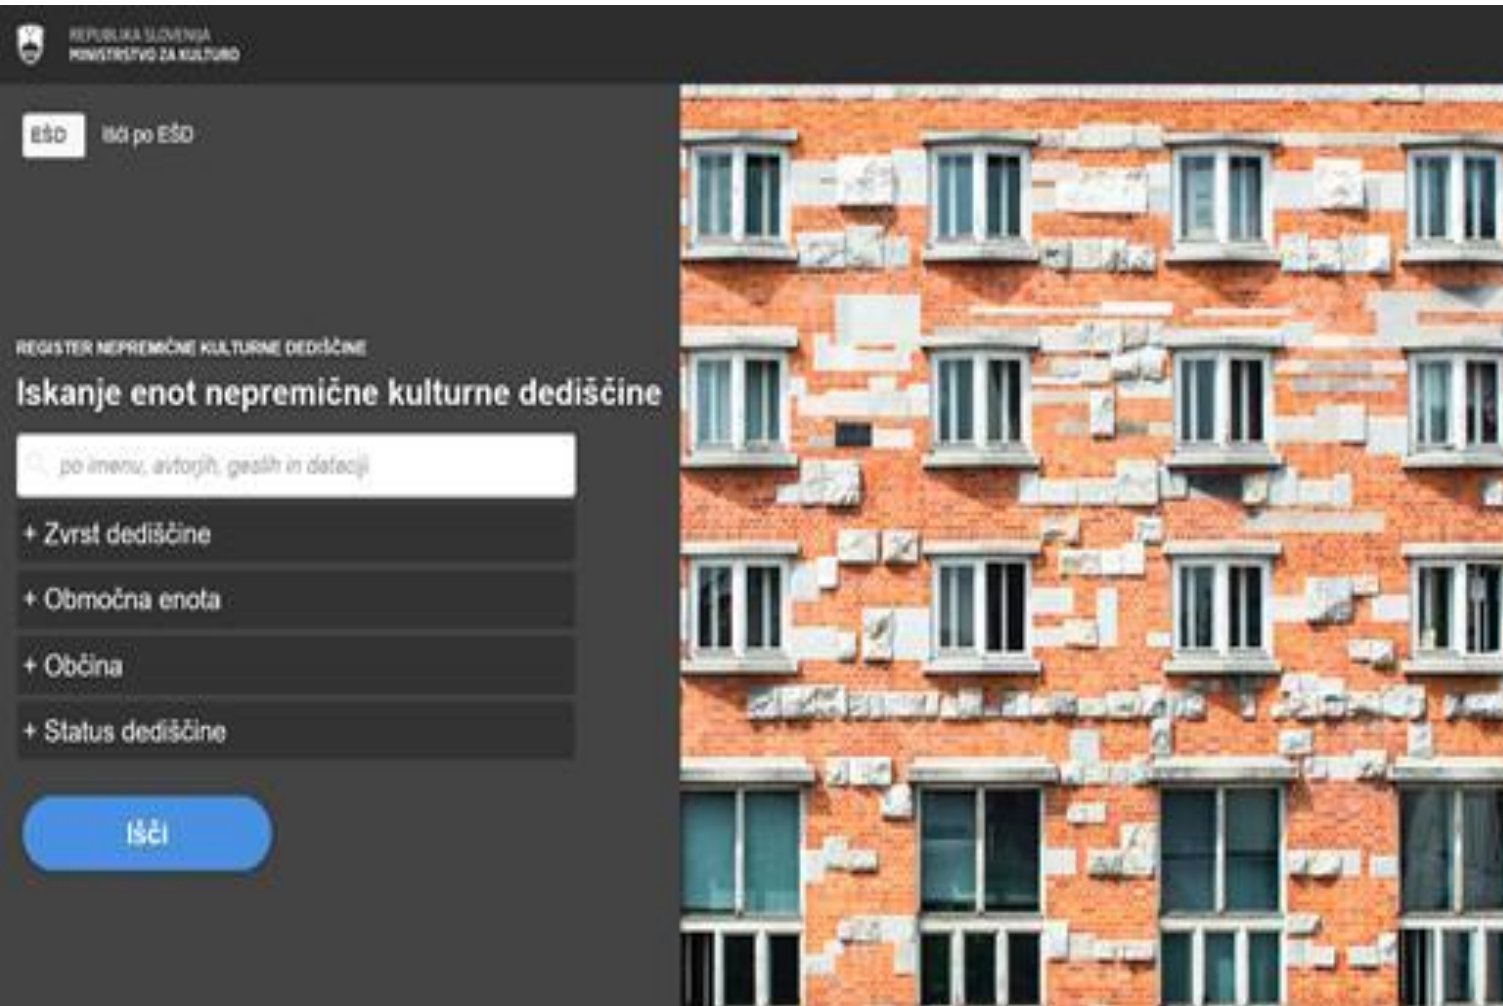 REPUBLIKA SLOVENIJA
MINISTRSTVO ZA KULTURO
EŠD Išči po EŠD
REGISTER NEPREMIČNE KULTURNE DEDIŠČINE
Iskanje enot nepremične kulturne dediščine
po imenu, avtorjih, geslih in dataciji
+ Zvrst dediščine
+ Območna enota
+ Občina
+ Status dediščine
Išči